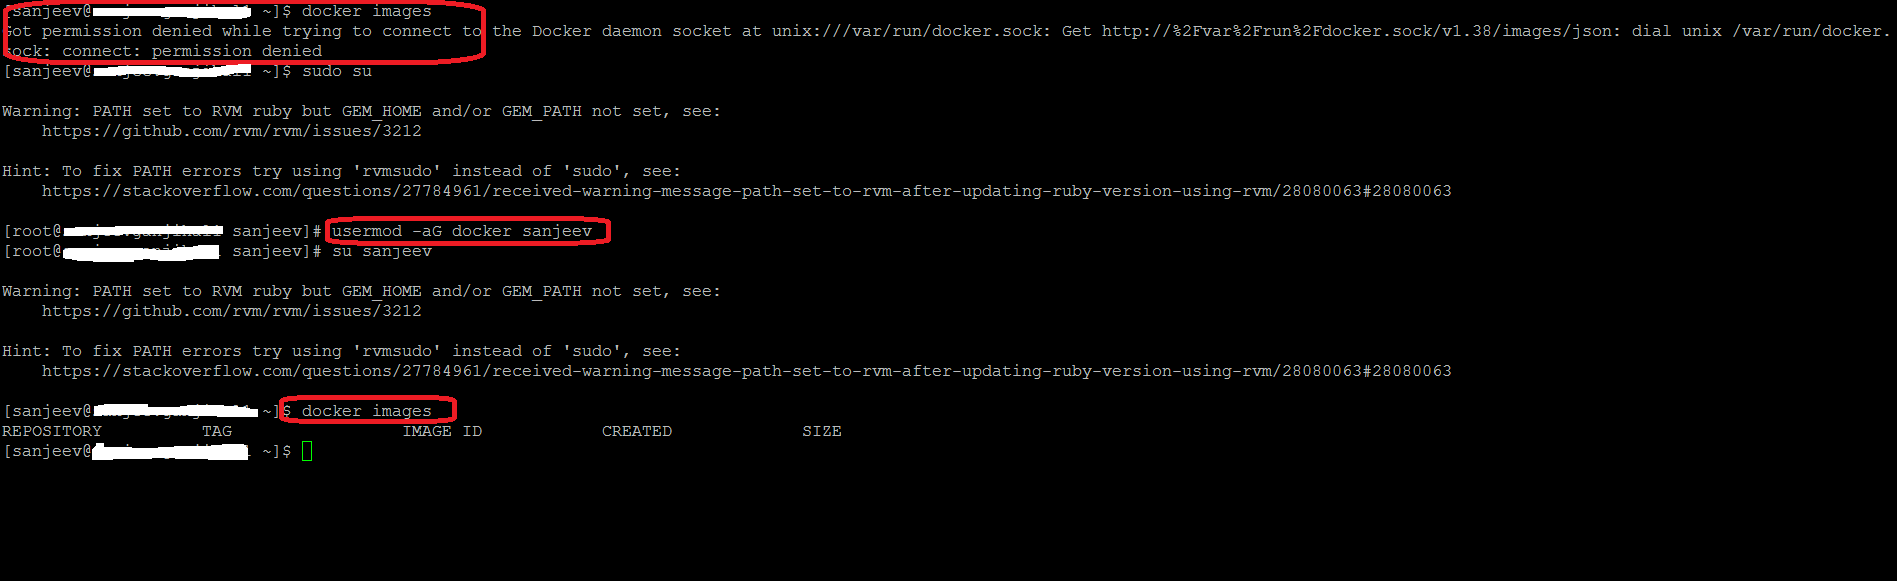 [sanjeev@ ~]$ docker images
Got permission denied while trying to connect to the Docker daemon socket at unix:///var/run/docker.sock: Get http://%2Fvar%2Frun%2Fdocker.sock/v1.38/images/json: dial unix /var/run/docker.
sock: connect: permission denied
[sanjeev@ ~]$ sudo su
Warning: PATH set to RVM ruby but GEM_HOME and/or GEM_PATH not set, see:
https://github.com/rvm/rvm/issues/3212
Hint: To fix PATH errors try using 'rvmsudo' instead of 'sudo', see:
https://stackoverflow.com/questions/27784961/received-warning-message-path-set-to-rvm-after-updating-ruby-version-using-rvm/28080063#28080063
[root@ sanjeev]# usermod -aG docker sanjeev
[root@ sanjeev]# su sanjeev
Warning: PATH set to RVM ruby but GEM_HOME and/or GEM_PATH not set, see:
https://github.com/rvm/rvm/issues/3212
Hint: To fix PATH errors try using 'rvmsudo' instead of 'sudo', see:
https://stackoverflow.com/questions/27784961/received-warning-message-path-set-to-rvm-after-updating-ruby-version-using-rvm/28080063#28080063
[sanjeev@ ~]$ docker images
REPOSITORY TAG IMAGE ID CREATED SIZE
[sanjeev@ ~]$